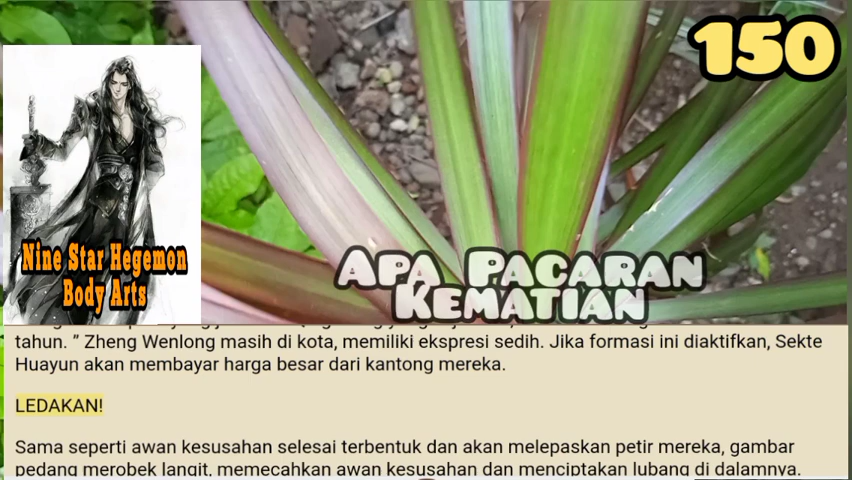 150
Nine Star Hegemon
Body Arts
APA PACARAN
KEMATIAN
tahun. ” Zheng Wenlong masih di kota, memiliki ekspresi sedih. Jika formasi ini diaktifkan, Sekte
Huayun akan membayar harga besar dari kantong mereka.
LEDAKAN!
Sama seperti awan kesusahan selesai terbentuk dan akan melepaskan petir mereka, gambar
pedang merobek langit, memecahkan awan kesusahan dan menciptakan lubang di dalamnya.